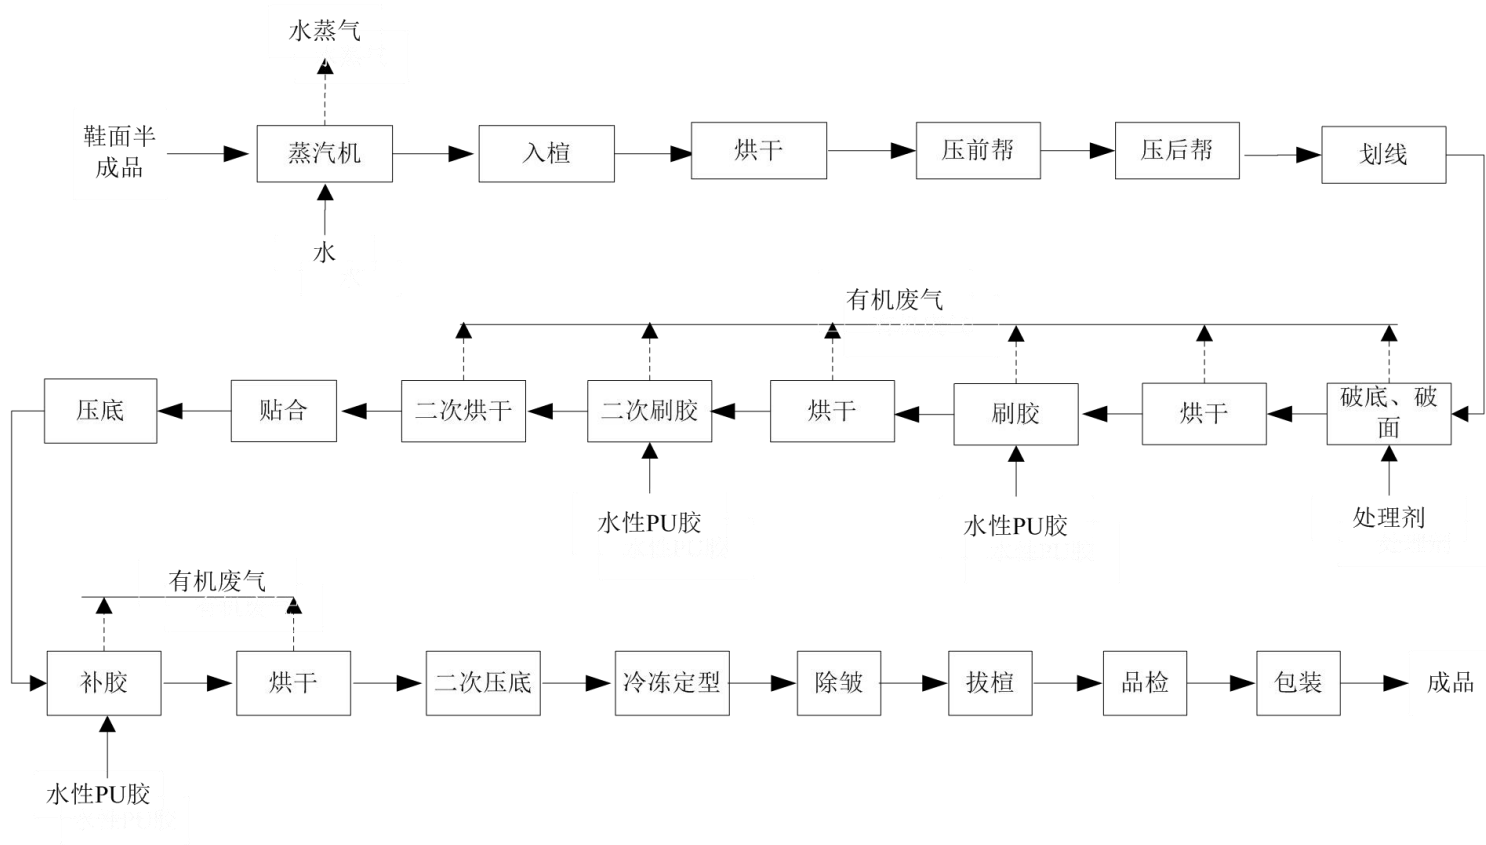 水蒸气
鞋面半
成品
蒸汽机
入楦
烘干
压前帮
压后帮
划线
水
有机废气
压底
贴合
二次烘干
二次刷胶
烘干
刷胶
烘干
破底、破
面
水性PU胶
水性PU胶
处理剂
有机废气
补胶
烘干
二次压底
冷冻定型
除皱
拔楦
品检
包装
成品
水性PU胶